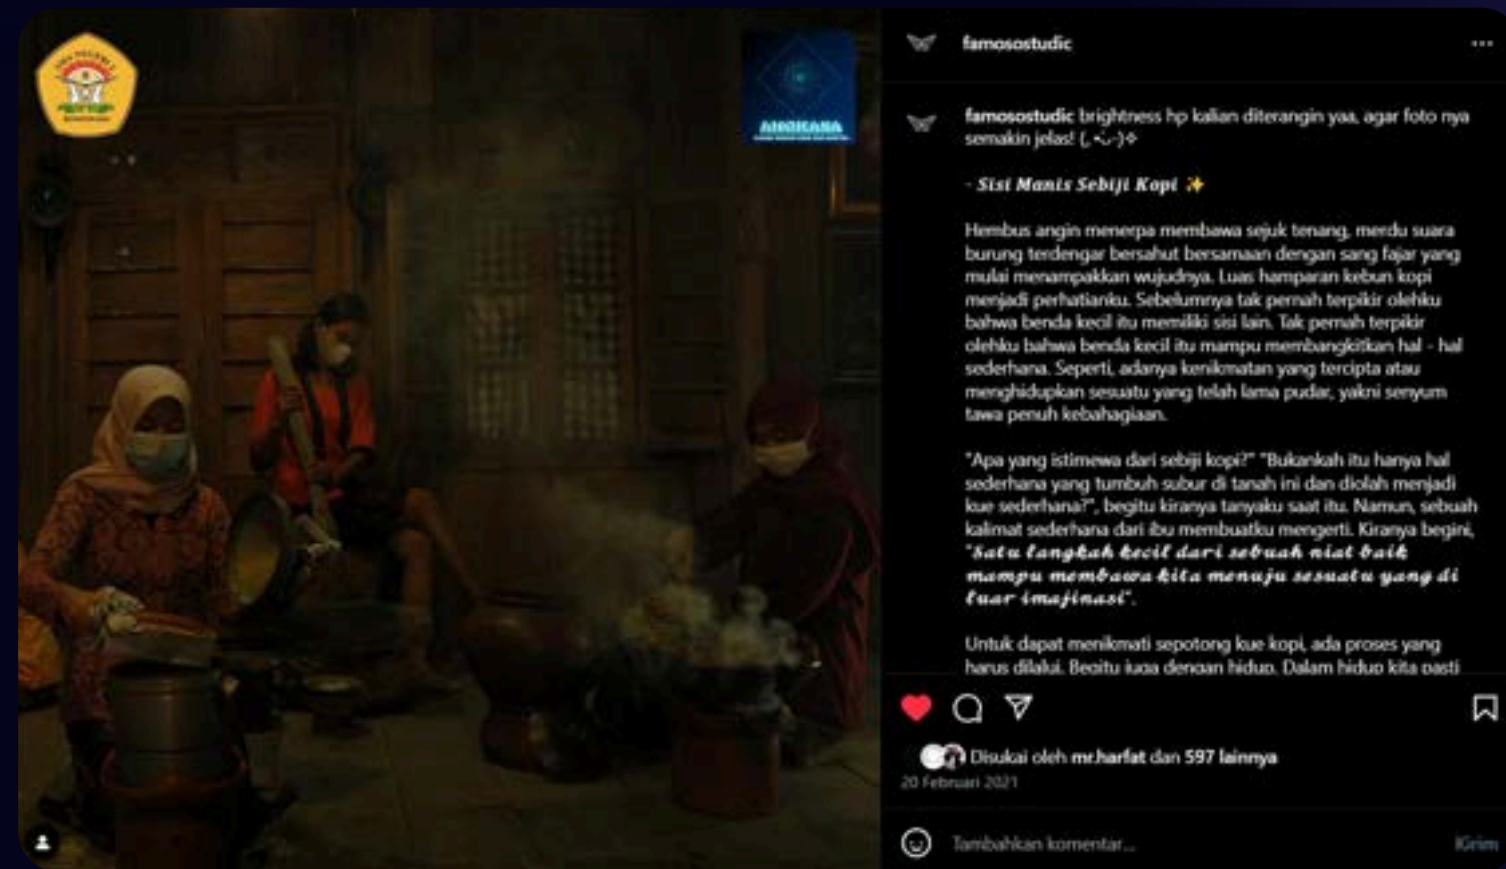 ANGKASA
famosostudic
famosostudic brightness hp kalian diterangin yaa, agar foto nya
semakin jelas!
- Sisi Manis Sebiji Kopi ✨
Hembus angin menerpa membawa sejuk tenang, merdu suara
burung terdengar bersahut bersamaan dengan sang fajar yang
mulai menampakkan wujudnya. Luas hamparan kebun kopi
menjadi perhatianku. Sebelumnya tak pernah terpikir olehku
bahwa benda kecil itu memiliki sisi lain. Tak pernah terpikir
olehku bahwa benda kecil itu mampu membangkitkan hal - hal
sederhana. Seperti, adanya kenikmatan yang tercipta atau
menghidupkan sesuatu yang telah lama pudar, yakni senyum
tawa penuh kebahagiaan.
"Apa yang istimewa dari sebiji kopi?" "Bukankah itu hanya hal
sederhana yang tumbuh subur di tanah ini dan diolah menjadi
kue sederhana?", begitu kiranya tanyaku saat itu. Namun, sebuah
kalimat sederhana dari ibu membuatku mengerti. Kiranya begini,
"Satu langkah kecil dari sebuah niat baik
mampu membawa kita menuju sesuatu yang di
luar imajinasi".
Untuk dapat menikmati sepotong kue kopi, ada proses yang
harus dilalui. Begitu juga dengan hidup. Dalam hidup kita pasti
Disukai oleh mr.harfat dan 597 lainnya
20 Februari 2021
Tambahkan komentar...
Kirim